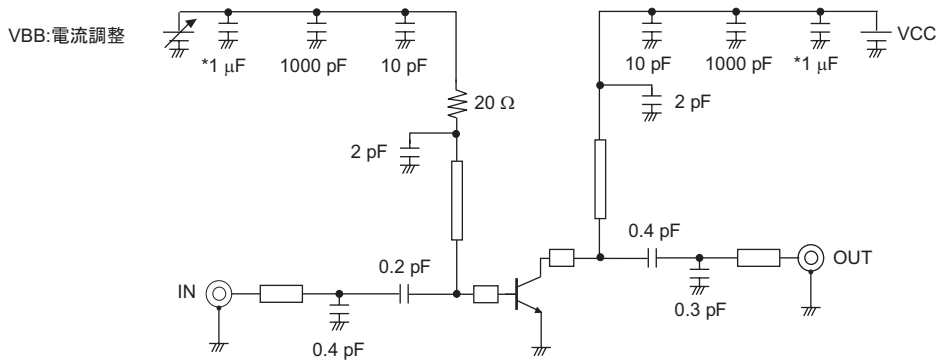 VBB:電流調整
*1 μF
1000 pF
10 pF
10 pF
1000 pF
*1 μF
VCC
20 Ω
2 pF
2 pF
0.4 pF
OUT
0.2 pF
IN
0.3 pF
0.4 pF